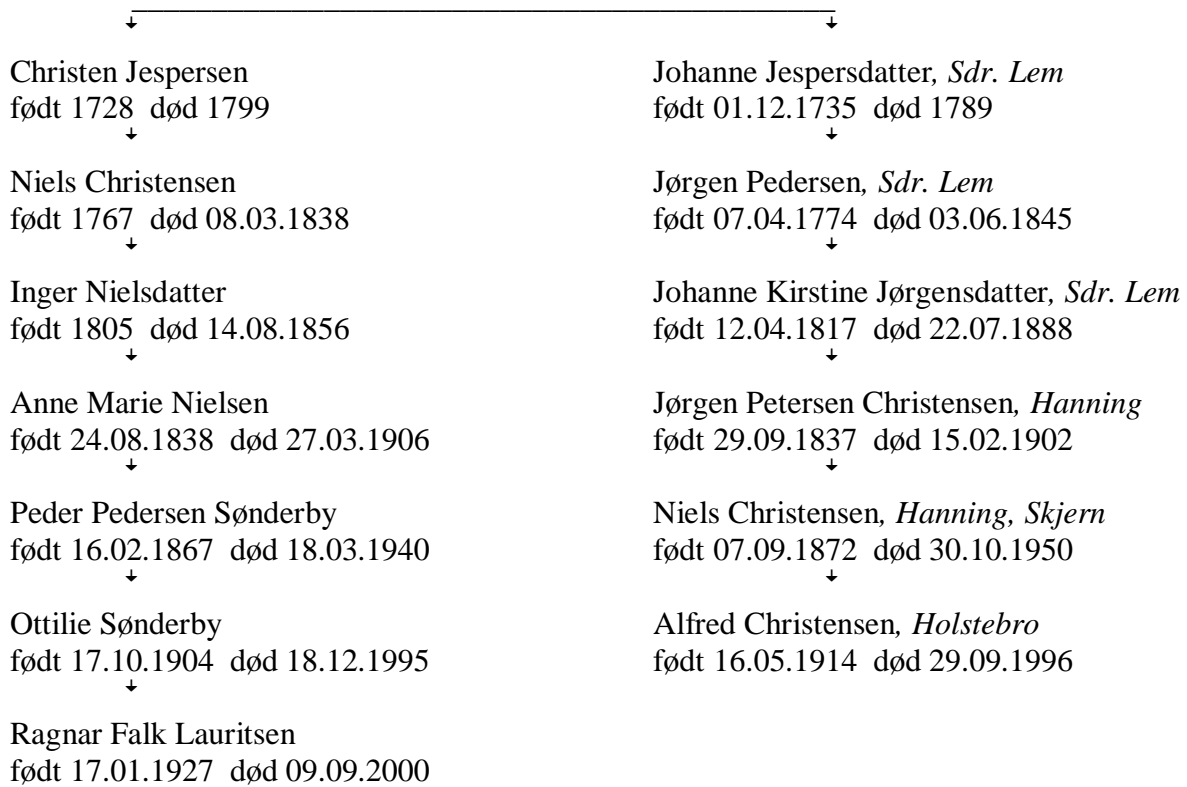 Christen Jespersen
født 1728 død 1799
Niels Christensen
født 1767 død 08.03.1838
Inger Nielsdatter
født 1805 død 14.08.1856
Anne Marie Nielsen
født 24.08.1838 død 27.03.1906
Peder Pedersen Sønderby
født 16.02.1867 død 18.03.1940
Ottilie Sønderby
født 17.10.1904 død 18.12.1995
Ragnar Falk Lauritsen
født 17.01.1927 død 09.09.2000
Johanne Jespersdatter, Sdr. Lem
født 01.12.1735 død 1789
Jørgen Pedersen, Sdr. Lem
født 07.04.1774 død 03.06.1845
Johanne Kirstine Jørgensdatter, Sdr. Lem
født 12.04.1817 død 22.07.1888
Jørgen Petersen Christensen, Hanning
født 29.09.1837 død 15.02.1902
Niels Christensen, Hanning, Skjern
født 07.09.1872 død 30.10.1950
Alfred Christensen, Holstebro
født 16.05.1914 død 29.09.1996